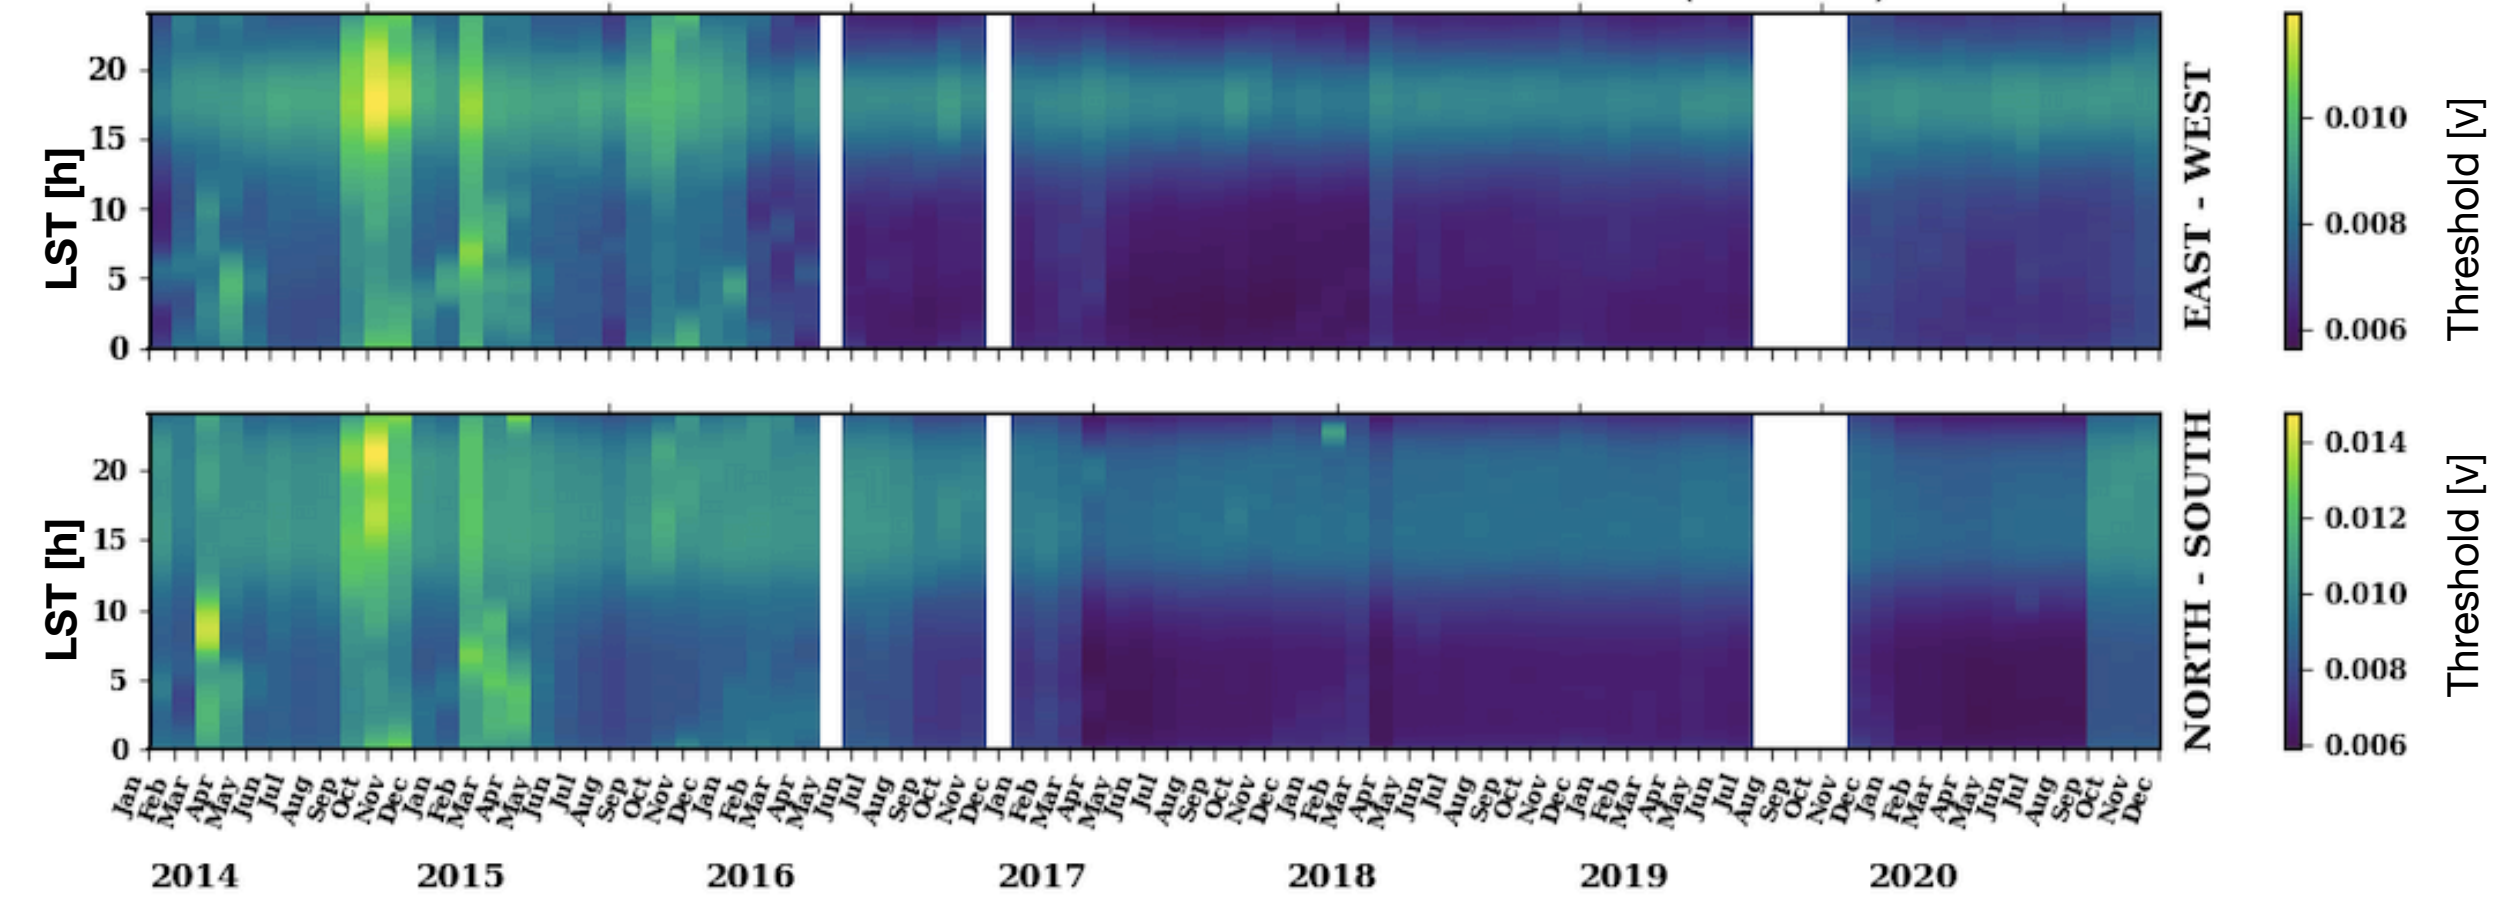 20
15
10
5
0
LST [h]
EAST - WEST
0.010
0.008
0.006
Threshold [v]
20
15
10
5
0
LST [h]
NORTH - SOUTH
0.014
0.012
0.010
0.008
0.006
Threshold [v]
Jan Feb Mar Apr May Jun Jul Aug Sep Oct Nov Dec Jan Feb Mar Apr May Jun Jul Aug Sep Oct Nov Dec Jan Feb Mar Apr May Jun Jul Aug Sep Oct Nov Dec Jan Feb Mar Apr May Jun Jul Aug Sep Oct Nov Dec Jan Feb Mar Apr May Jun Jul Aug Sep Oct Nov Dec Jan Feb Mar Apr May Jun Jul Aug Sep Oct Nov Dec Jan Feb Mar Apr May Jun Jul Aug Sep Oct Nov Dec
2014 2015 2016 2017 2018 2019 2020